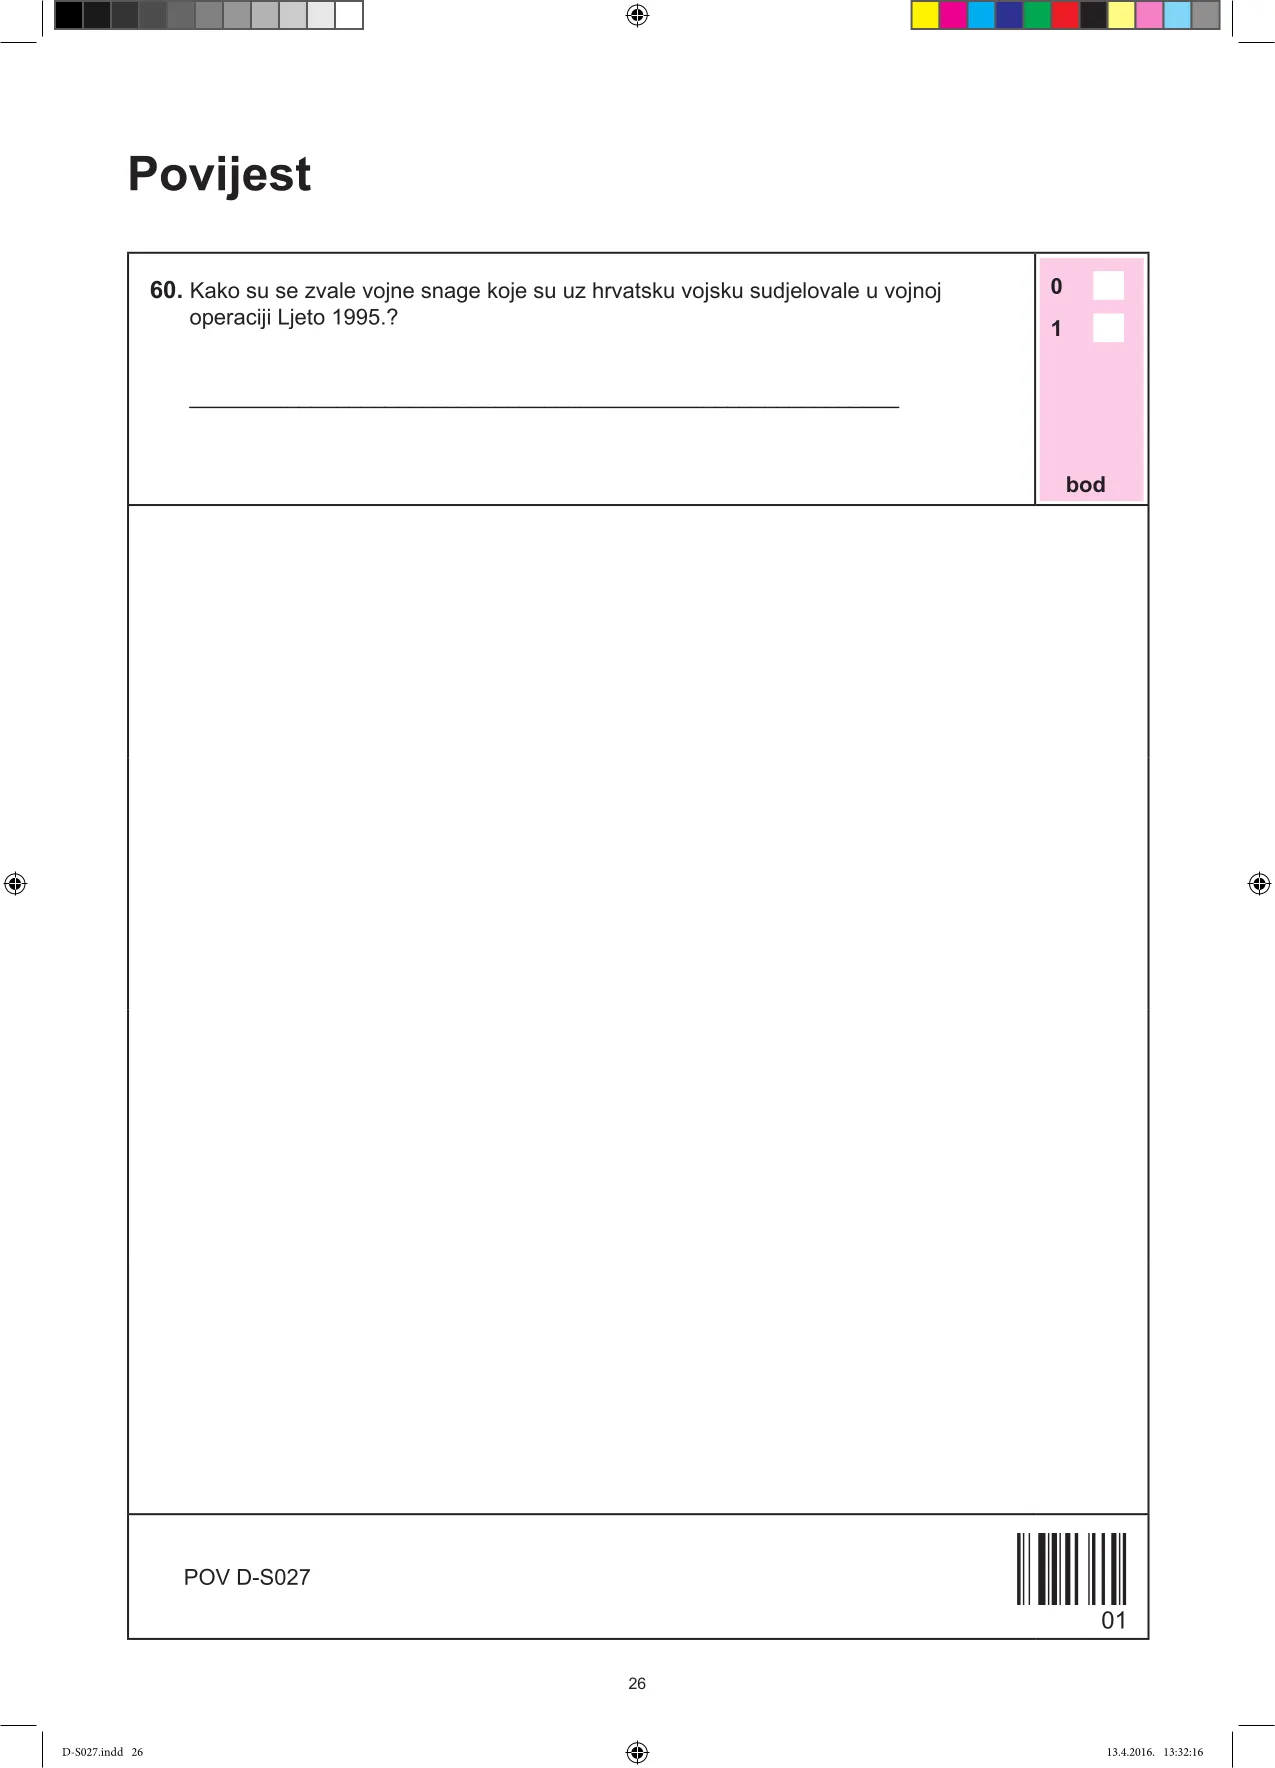 Povijest
60. Kako su se zvale vojne snage koje su uz hrvatsku vojsku sudjelovale u vojnoj
operaciji Ljeto 1995.?
0
1
bod
POV D-S027
01
26
D-S027.indd 26
13.4.2016. 13:32:16